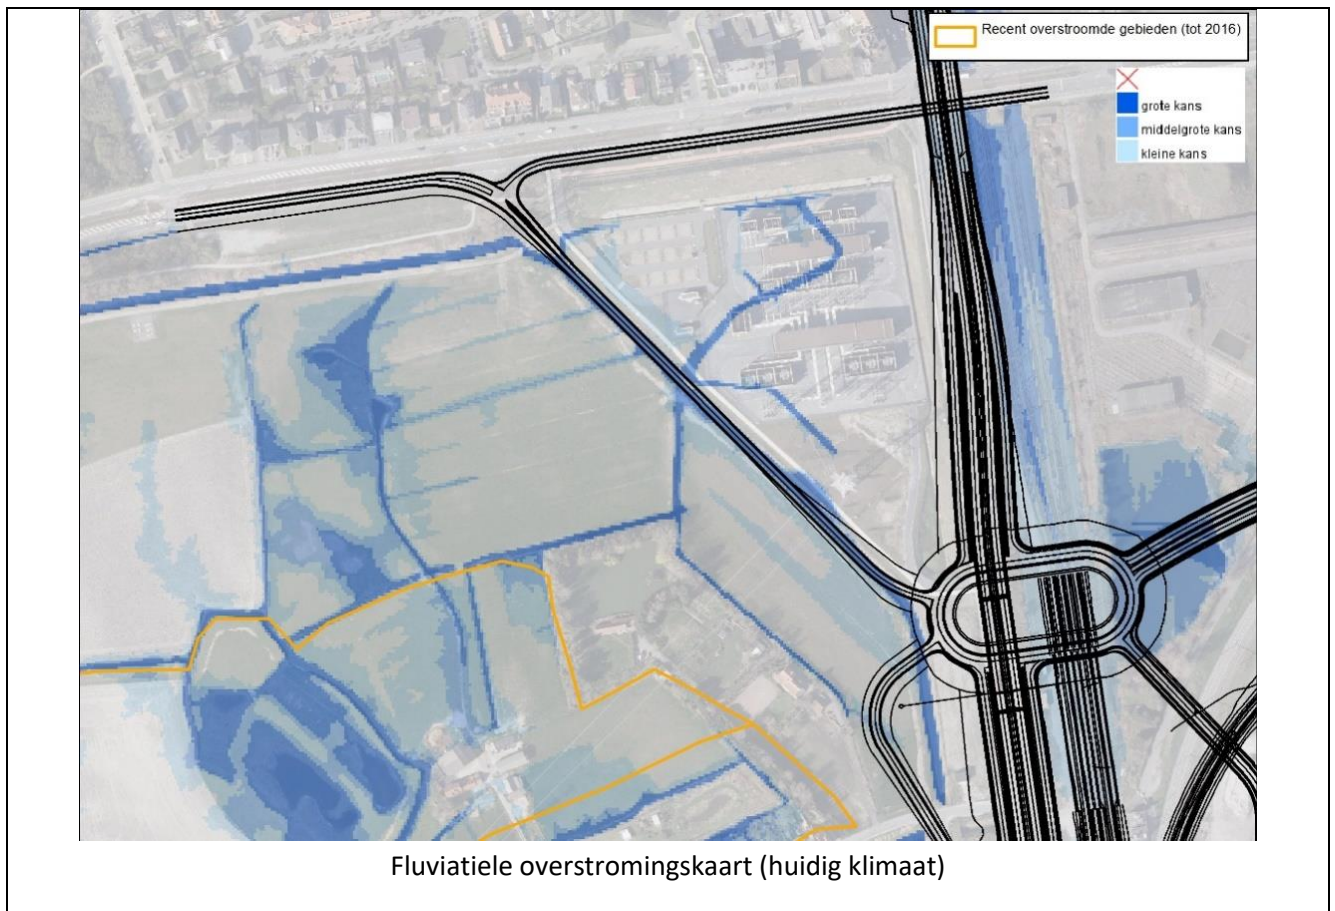 Recent overstroomde gebieden (tot 2016)
grote kans
middelgrote kans
kleine kans
Fluviatiele overstromingskaart (huidig klimaat)